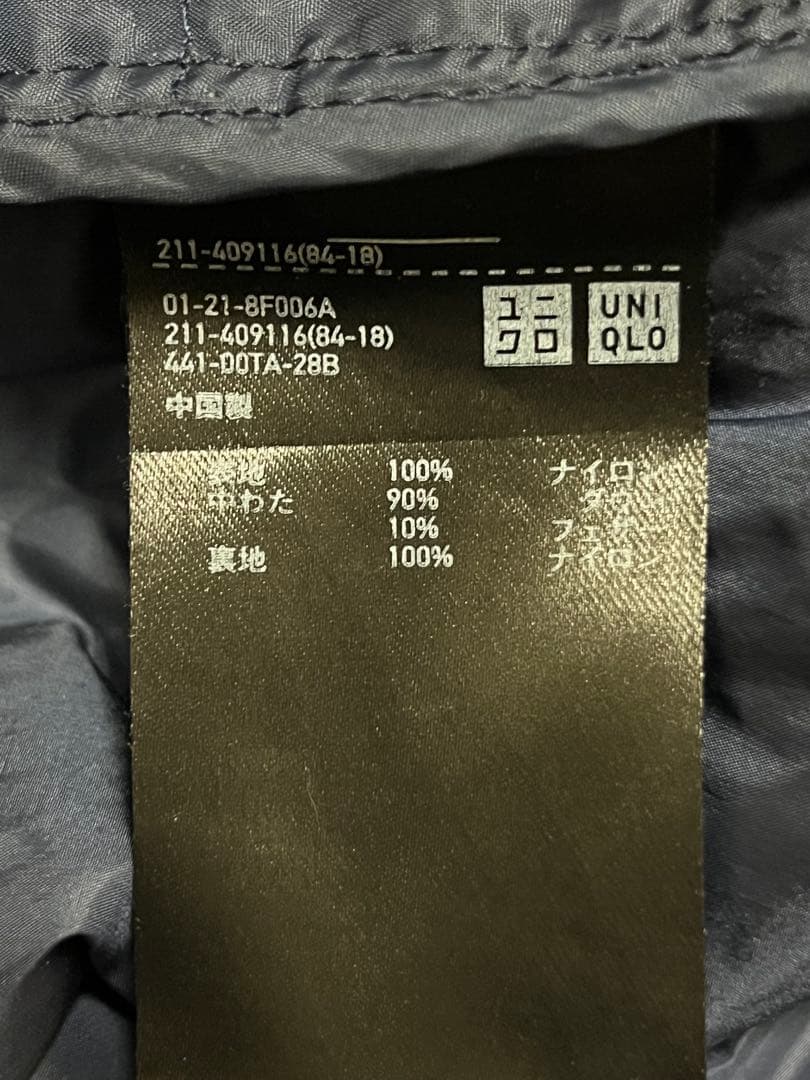 211-409116(84-18)
01-21-8F006A
211-409116(84-18)
441-00TA-28B
中国製
ユニクロ
UNIQLO
表地 100% ナイロン
中わた 90% ダウン
10% フェザー
裏地 100% ナイロン